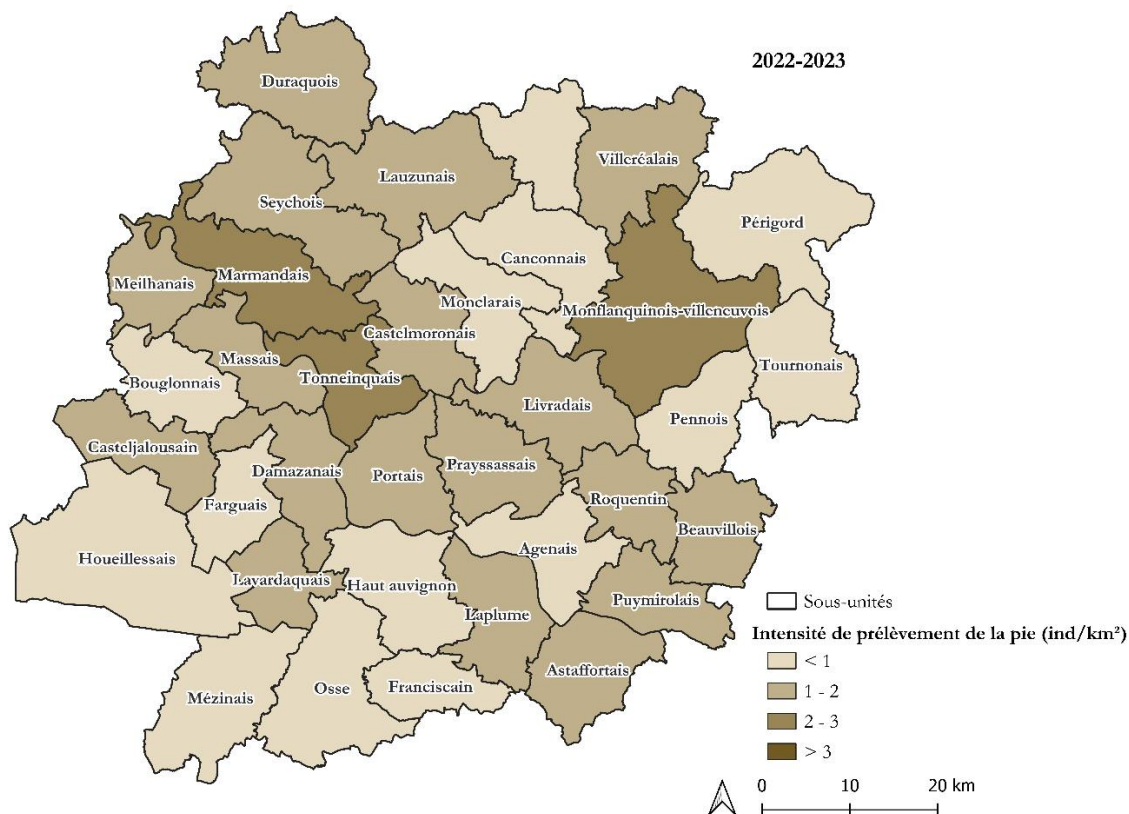 2022-2023
Duraquois
Villeréalais
Lauzunais
Seychois
Périgord
Canconnais
Marmandais
Meilhanais
Monclarais
Monflanquinois-villeneuvois
Castelmoronais
Massais
Tournonais
Bouglonnais
Tonneinquais
Livradais
Pennois
Casteljalousain
Damazanais
Prayssassais
Portais
Roquentin
Farguais
Beauvillois
Agenais
Houeillessais
Layardaquais
Haut auvignon
Puymirolais
Laplume
Sous-unités
Intensité de prélèvement de la pie (ind/km²)
Astaffortais
Franciscain
Osse
Mézinais
< 1
1 - 2
2 - 3
> 3
0 10 20 km